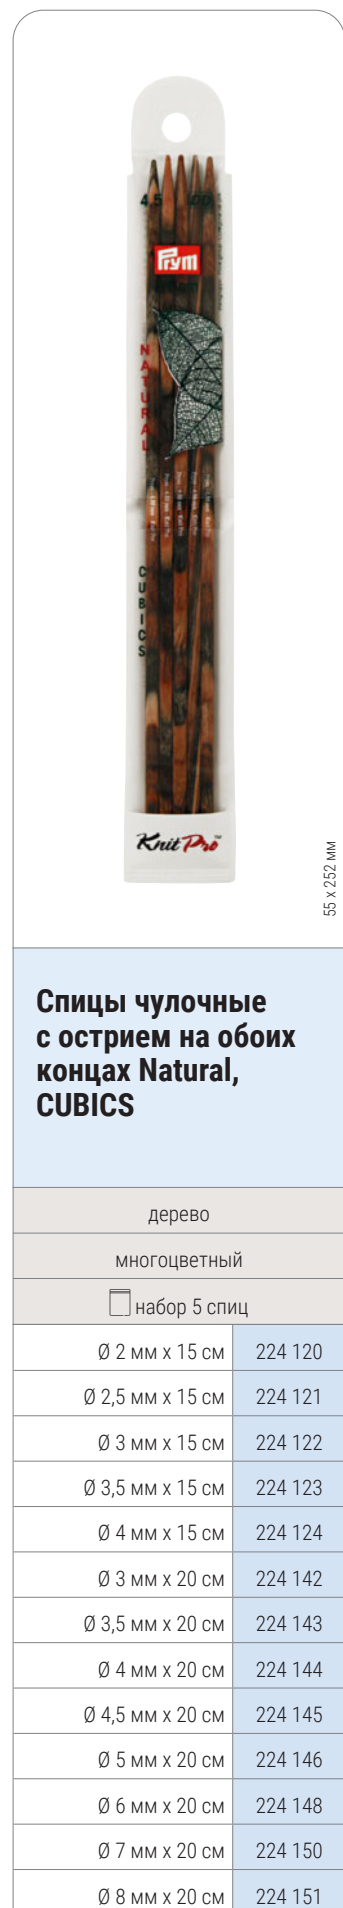 4.5
Prym
NATURAL
CUBICS
KnitPro™
55 x 252 мм
Спицы чулочные
с острием на обоих
концах Natural,
CUBICS
дерево
многоцветный
набор 5 спиц
Ø 2 мм x 15 см 224 120
Ø 2,5 мм x 15 см 224 121
Ø 3 мм x 15 см 224 122
Ø 3,5 мм x 15 см 224 123
Ø 4 мм x 15 см 224 124
Ø 3 мм x 20 см 224 142
Ø 3,5 мм x 20 см 224 143
Ø 4 мм x 20 см 224 144
Ø 4,5 мм x 20 см 224 145
Ø 5 мм x 20 см 224 146
Ø 6 мм x 20 см 224 148
Ø 7 мм x 20 см 224 150
Ø 8 мм x 20 см 224 151